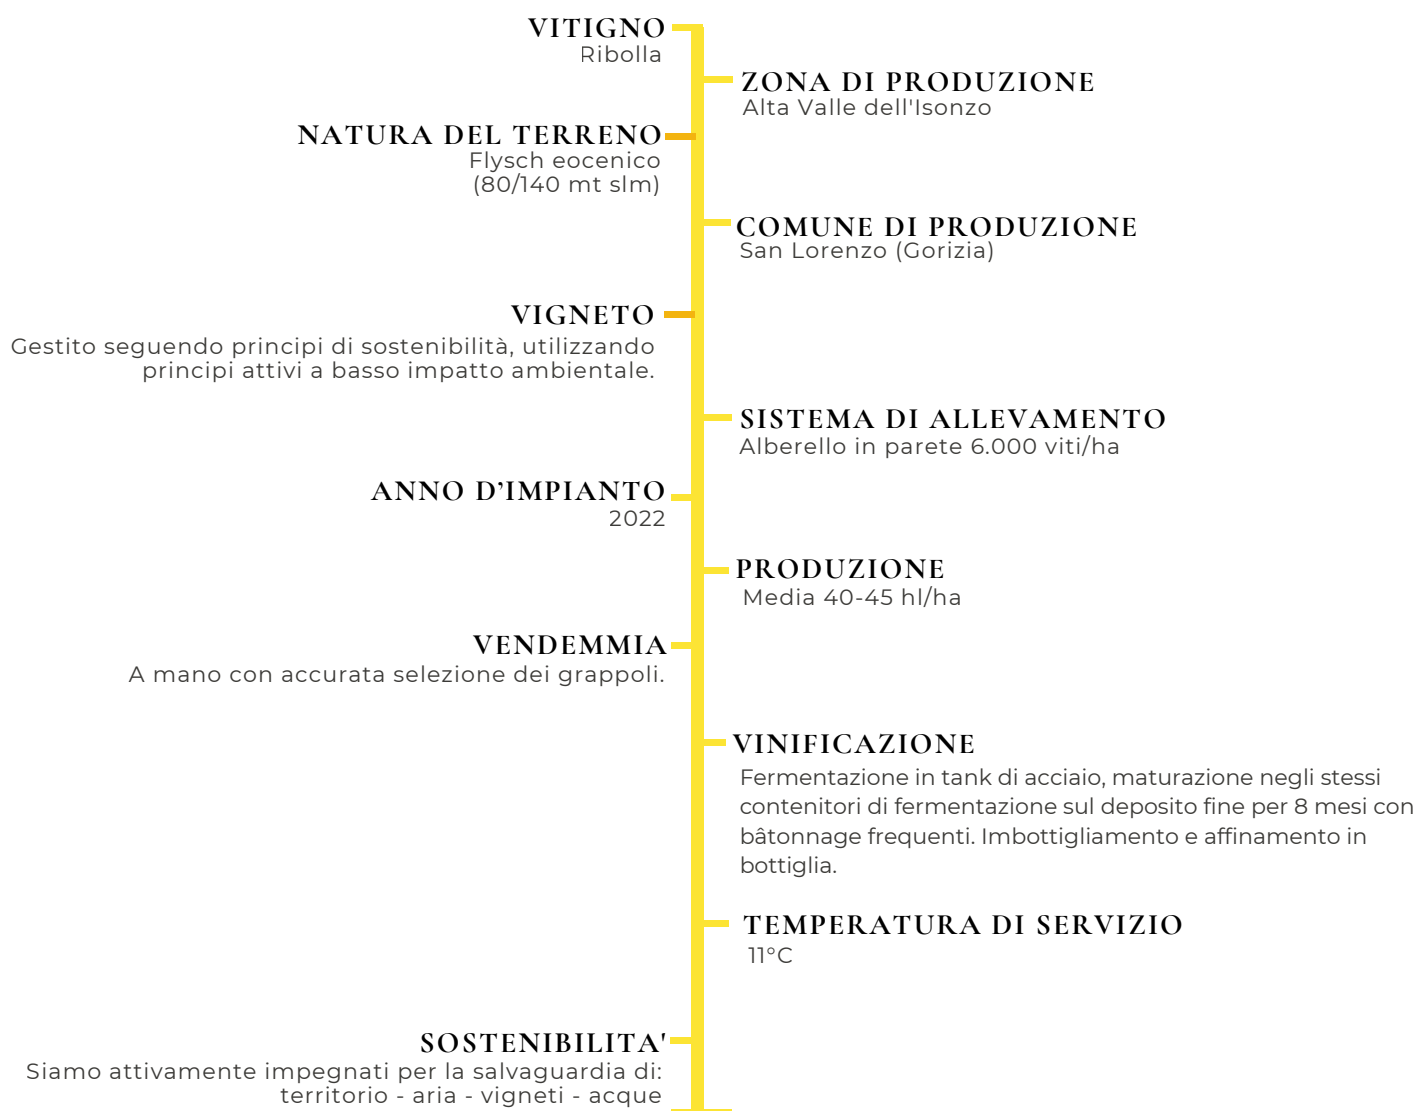 VITIGNO
Ribolla
ZONA DI PRODUZIONE
Alta Valle dell'Isonzo
NATURA DEL TERRENO
Flysch eocenico
(80/140 mt slm)
COMUNE DI PRODUZIONE
San Lorenzo (Gorizia)
VIGNETO
Gestito seguendo principi di sostenibilità, utilizzando
principi attivi a basso impatto ambientale.
SISTEMA DI ALLEVAMENTO
Alberello in parete 6.000 viti/ha
ANNO D’IMPIANTO
2022
PRODUZIONE
Media 40-45 hl/ha
VENDEMMIA
A mano con accurata selezione dei grappoli.
VINIFICAZIONE
Fermentazione in tank di acciaio, maturazione negli stessi
contenitori di fermentazione sul deposito fine per 8 mesi con
bâtonnage frequenti. Imbottigliamento e affinamento in
bottiglia.
TEMPERATURA DI SERVIZIO
11°C
SOSTENIBILITA'
Siamo attivamente impegnati per la salvaguardia di:
territorio - aria - vigneti - acque